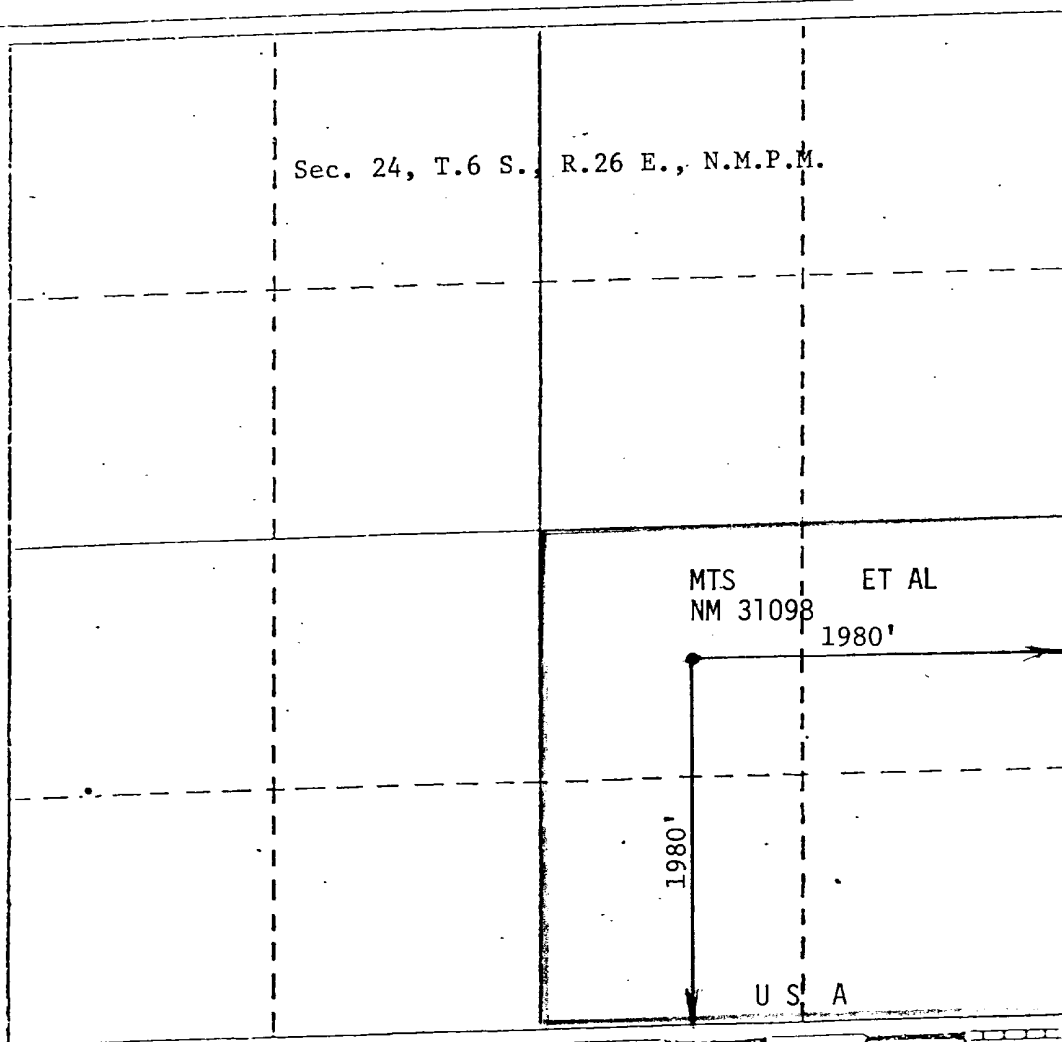 Sec. 24, T.6 S., R.26 E., N.M.P.M.
MTS ET AL
NM 31098
1980'
1980'
U S A